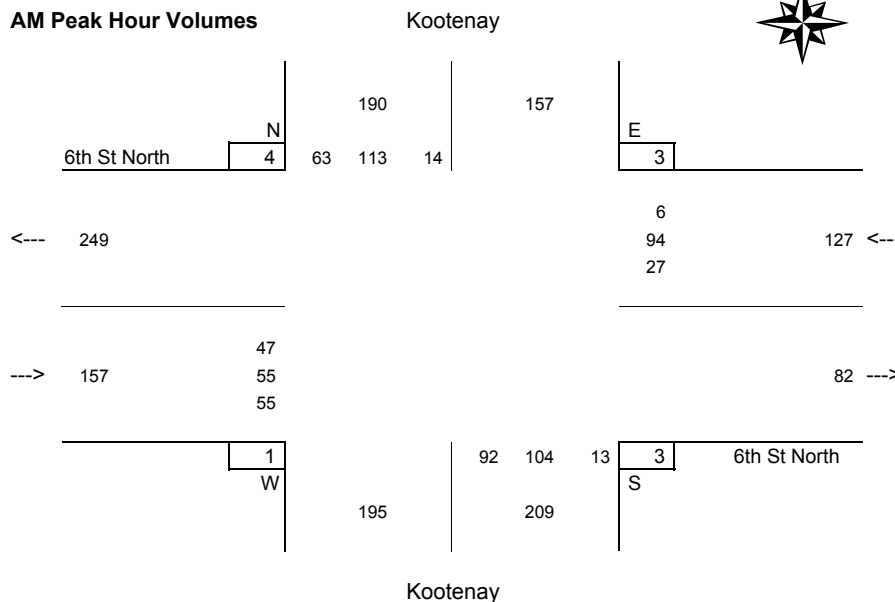 AM Peak Hour Volumes Kootenay
190 157
N E
6th St North 4 63 113 14 3
6
<--- 249 94 127 <---
27
47
---> 157 55 82 --->
55
1 92 104 13 3 6th St North
W S
195 209
Kootenay